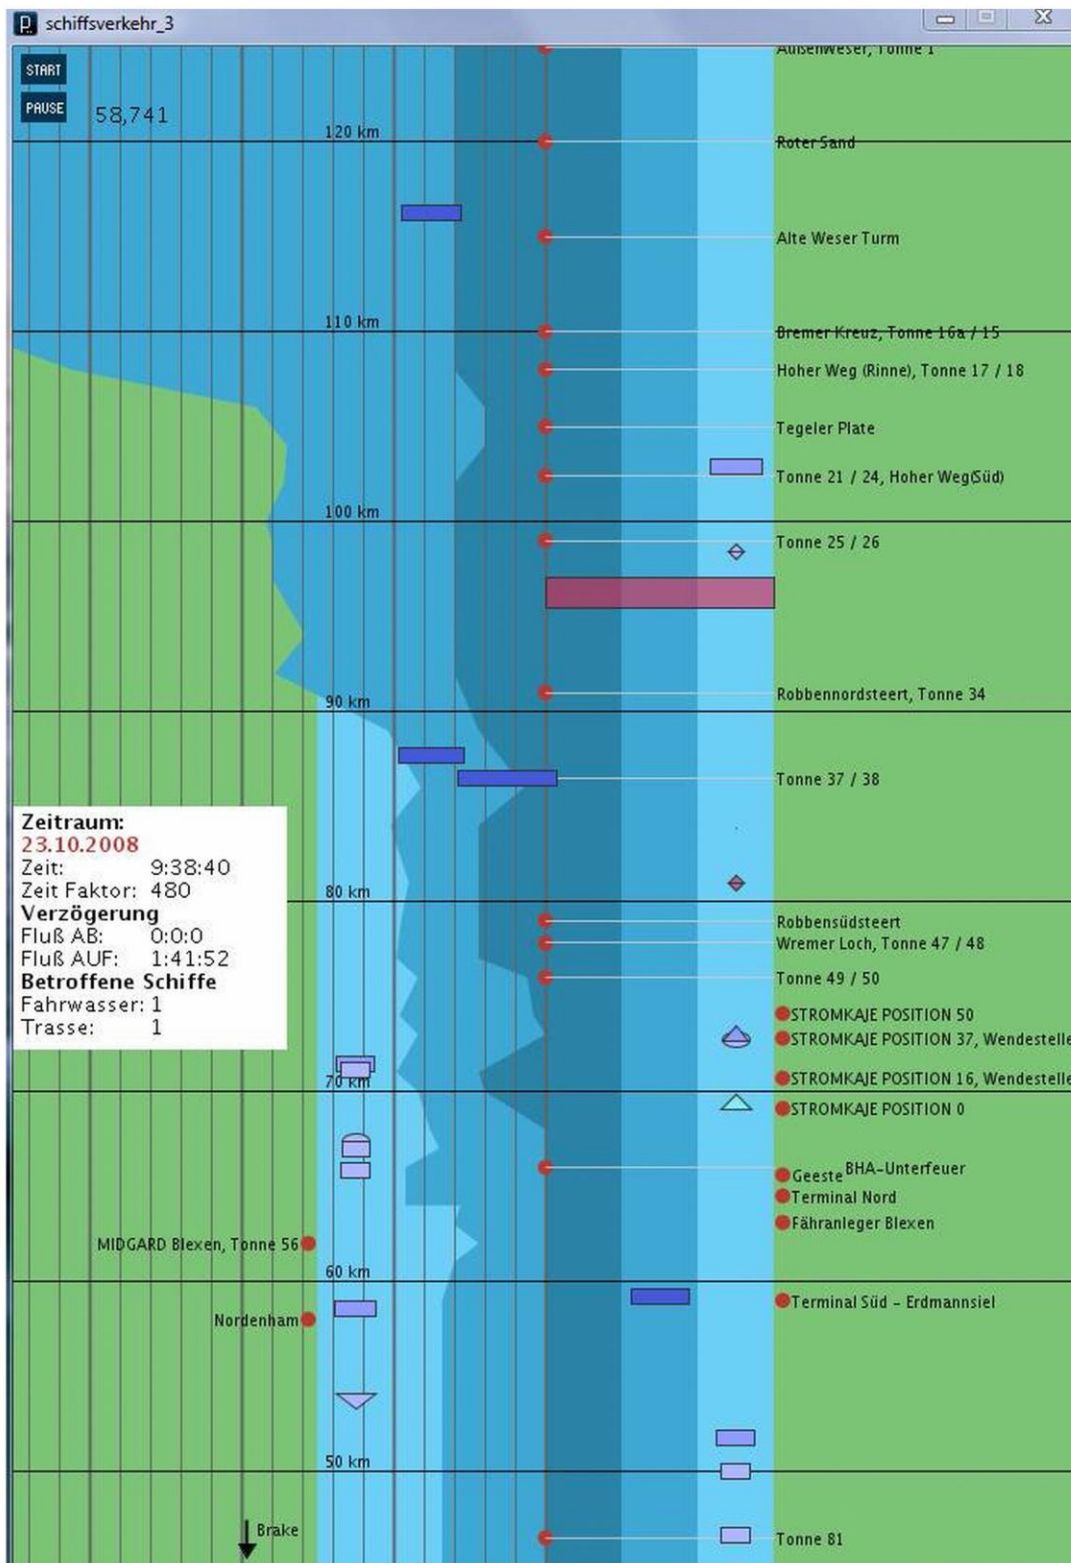 schiffsverkehr_3
START
PAUSE
58,741
Außenweser, Tonne 1
120 km
Roter Sand
Alte Weser Turm
110 km
Bremer Kreuz, Tonne 16a / 15
Hoher Weg (Rinne), Tonne 17 / 18
Tegeler Plate
Tonne 21 / 24, Hoher Weg(Süd)
100 km
Tonne 25 / 26
Robbennordsteert, Tonne 34
90 km
Tonne 37 / 38
Zeitraum:
23.10.2008
Zeit: 9:38:40
Zeit Faktor: 480
Verzögerung
Fluß AB: 0:0:0
Fluß AUF: 1:41:52
Betroffene Schiffe
Fahrwasser: 1
Trasse: 1
80 km
Robbensüdsteert
Wremer Loch, Tonne 47 / 48
Tonne 49 / 50
STROMKAJE POSITION 50
STROMKAJE POSITION 37, Wendestelle
70 km
STROMKAJE POSITION 16, Wendestelle
STROMKAJE POSITION 0
BHA-Unterfeuer
Geeste
Terminal Nord
Fähranleger Blexen
MIDGARD Blexen, Tonne 56
60 km
Terminal Süd - Erdmannsiel
Nordenham
50 km
Brake
Tonne 81